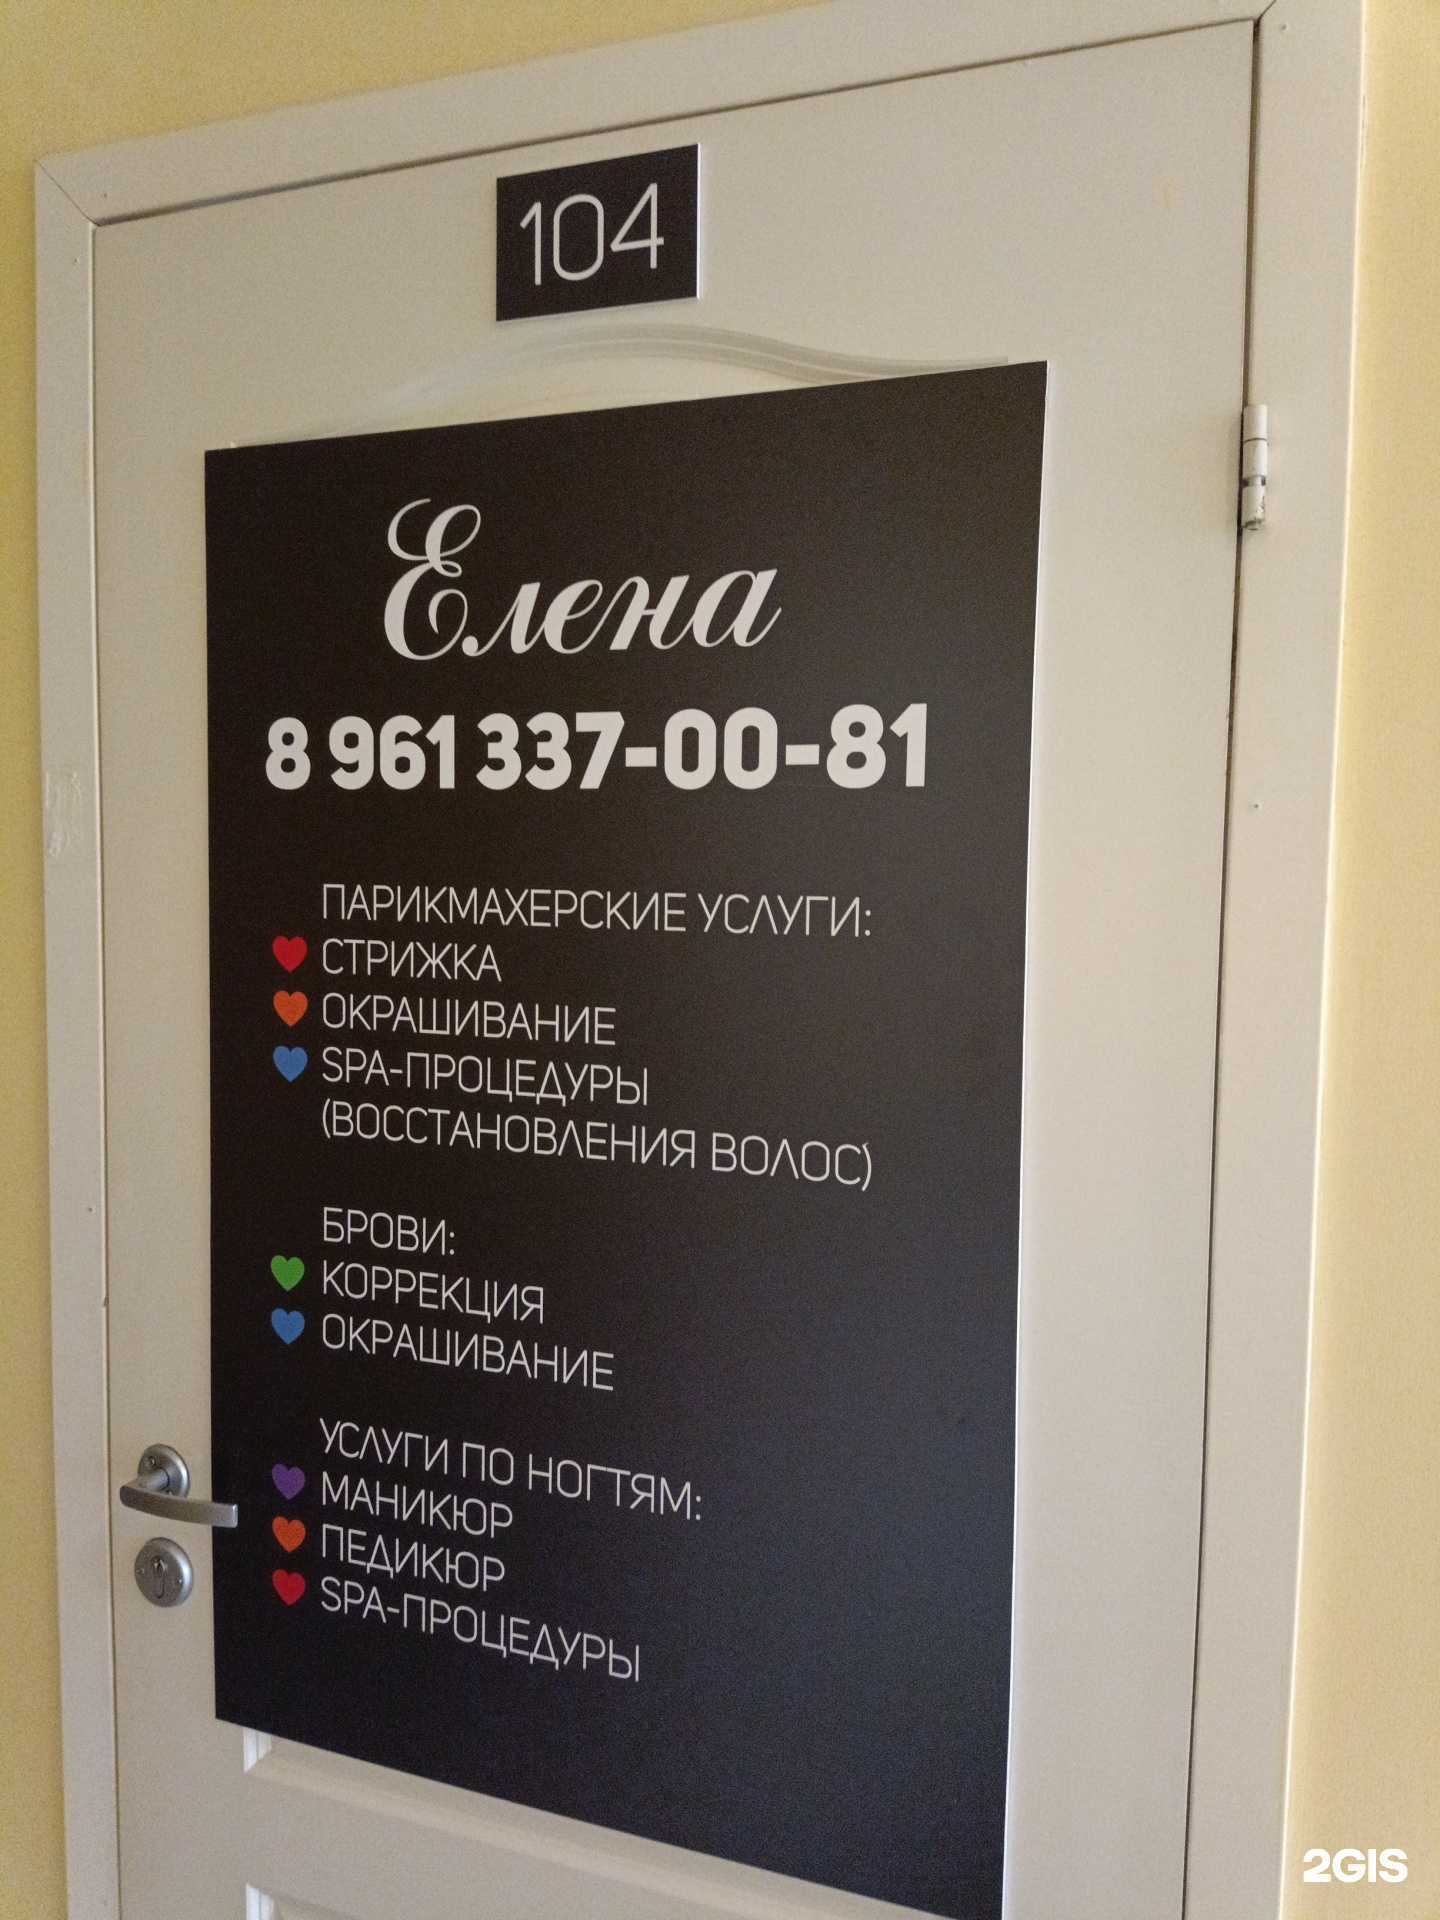 104
Елена
8 961 337-00-81
ПАРИКМАХЕРСКИЕ УСЛУГИ:
СТРИЖКА
ОКРАШИВАНИЕ
SPA-ПРОЦЕДУРЫ
(ВОССТАНОВЛЕНИЯ ВОЛОС)
БРОВИ:
КОРРЕКЦИЯ
ОКРАШИВАНИЕ
УСЛУГИ ПО НОГТЯМ:
МАНИКЮР
ПЕДИКЮР
SPA-ПРОЦЕДУРЫ
2GIS